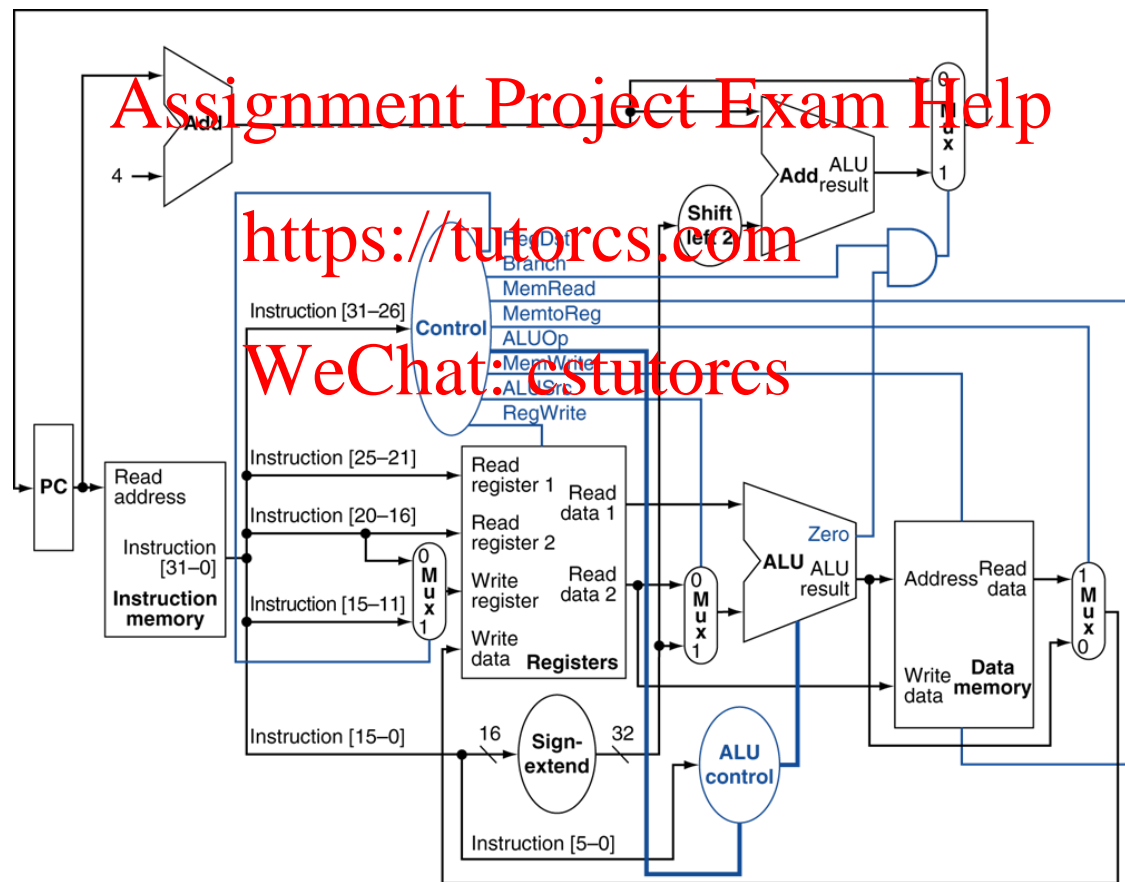 Assignment Project Exam Help
https://tutorcs.com
WeChat: cstutorcs
Add
4
0
M
u
x
1
Add ALU
result
Shift
left 2
RegDst
Branch
MemRead
MemtoReg
ALUOp
MemWrite
ALUSrc
RegWrite
Instruction [31–26]
Control
PC
Read
address
Instruction
[31–0]
Instruction
memory
Instruction [25–21]
Instruction [20–16]
Instruction [15–11]
0
M
u
x
1
Read
register 1
Read
register 2
Write
register
Write
data
Read
data 1
Read
data 2
Registers
0
M
u
x
1
Zero
ALU
ALU
result
Address
Read
data
Write
data
Data
memory
1
M
u
x
0
Instruction [15–0]
16
Sign-
extend
32
ALU
control
Instruction [5–0]